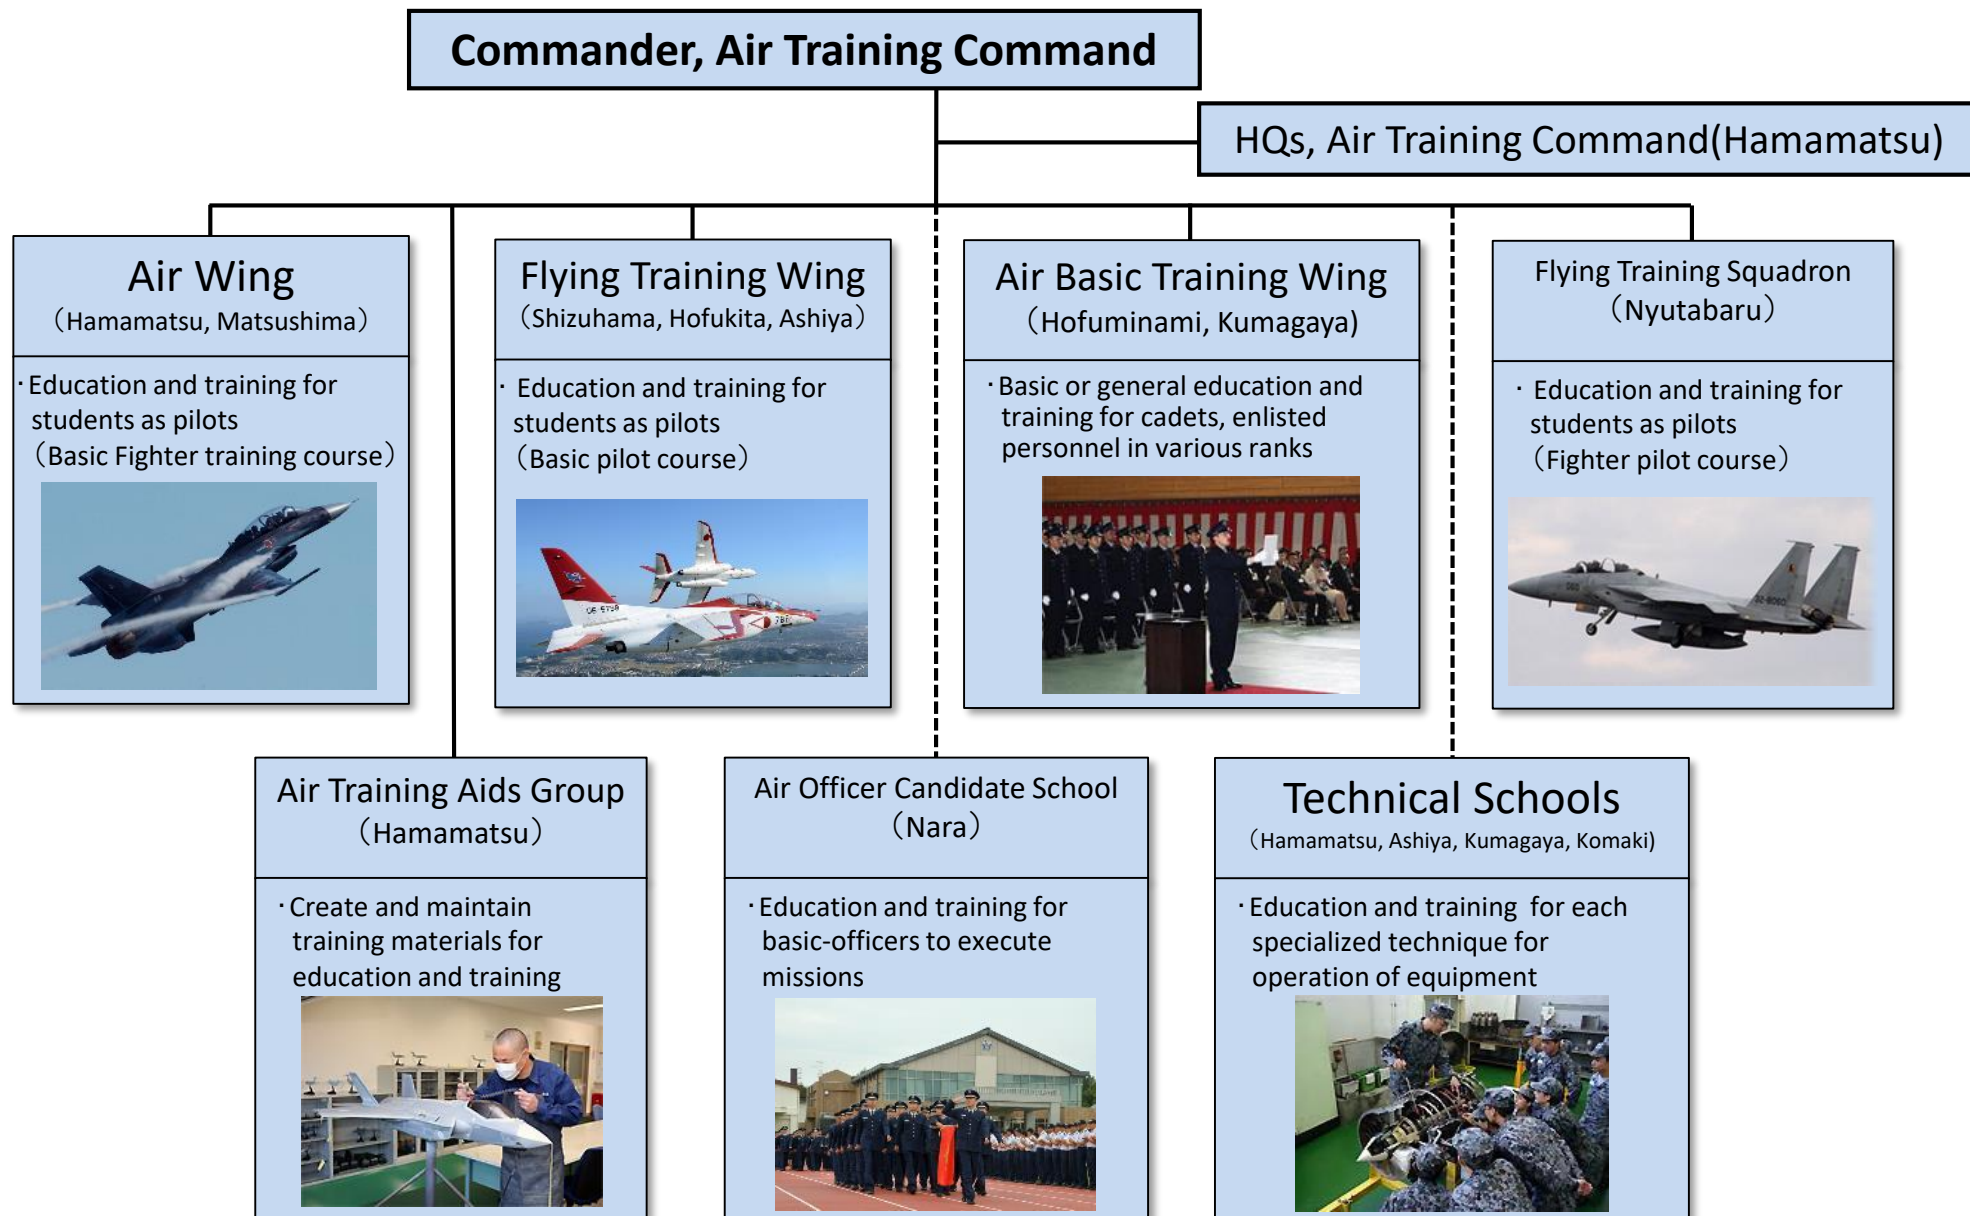 Commander, Air Training Command
HQs, Air Training Command(Hamamatsu)
Air Wing
（Hamamatsu, Matsushima）
・Education and training for
students as pilots
（Basic Fighter training course）
Flying Training Wing
（Shizuhama, Hofukita, Ashiya）
・ Education and training for
students as pilots
（Basic pilot course）
06-5758
Air Basic Training Wing
（Hofuminami, Kumagaya)
・Basic or general education and
training for cadets, enlisted
personnel in various ranks
Flying Training Squadron
（Nyutabaru）
・ Education and training for
students as pilots
（Fighter pilot course）
060
92-8060
Air Training Aids Group
（Hamamatsu）
・Create and maintain
training materials for
education and training
Air Officer Candidate School
（Nara）
・Education and training for
basic-officers to execute
missions
Technical Schools
（Hamamatsu, Ashiya, Kumagaya, Komaki)
・Education and training  for each
specialized technique for
operation of equipment